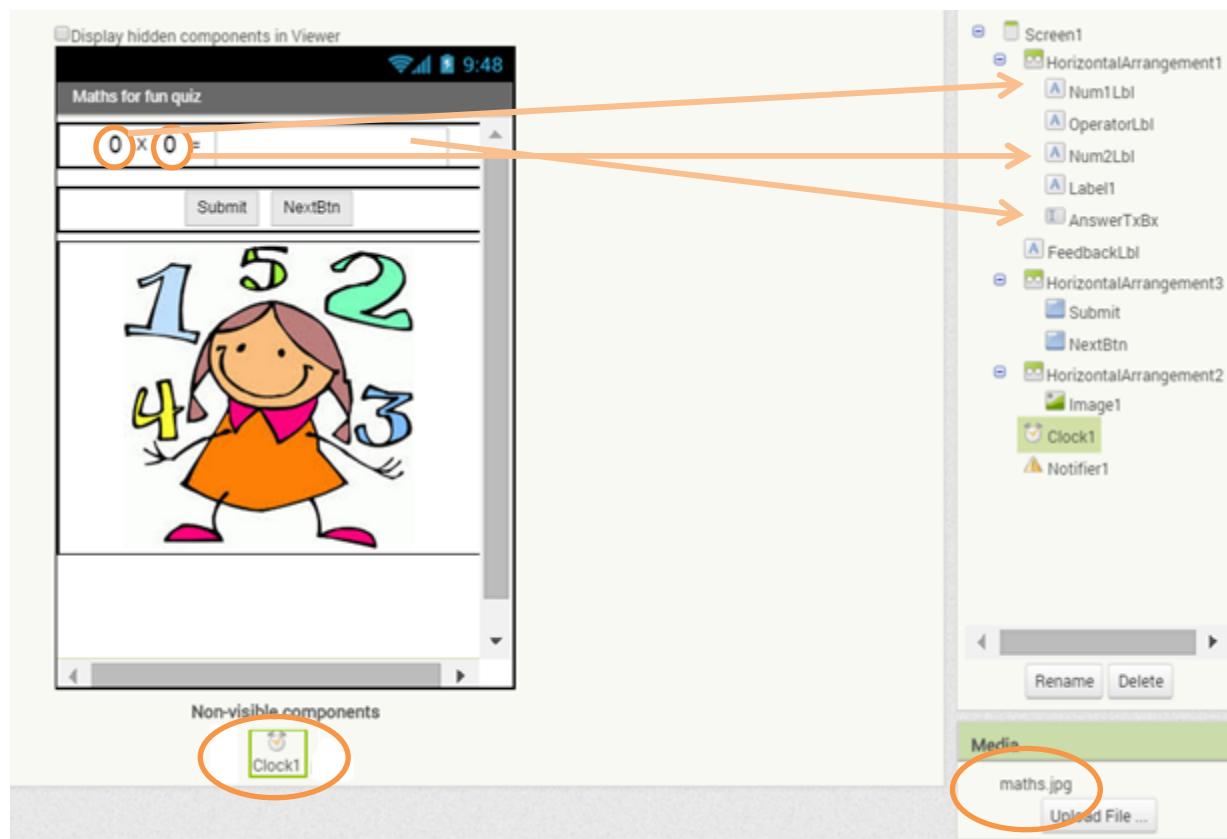 Display hidden components in Viewer
9:48
Maths for fun quiz
0 x 0 =
Submit NextBtn
1 5 2
4 3
Non-visible components
Clock1
Screen1
HorizontalArrangement1
Num1Lbl
OperatorLbl
Num2Lbl
Label1
AnswerTxBx
FeedbackLbl
HorizontalArrangement3
Submit
NextBtn
HorizontalArrangement2
Image1
Clock1
Notifier1
Rename Delete
Media
maths.jpg
Upload File ...